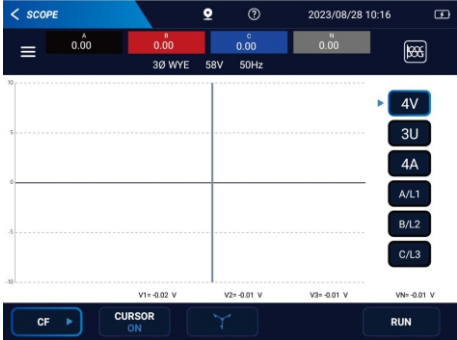 SCOPE 2023/08/28 10:16
A B C N
0.00 0.00 0.00 0.00
3Ø WYE 58V 50Hz
10
5
0
-5
-10
4V
3U
4A
A/L1
B/L2
C/L3
V1= -0.02 V V2= -0.01 V V3= -0.01 V VN= -0.01 V
CF CURSOR ON RUN